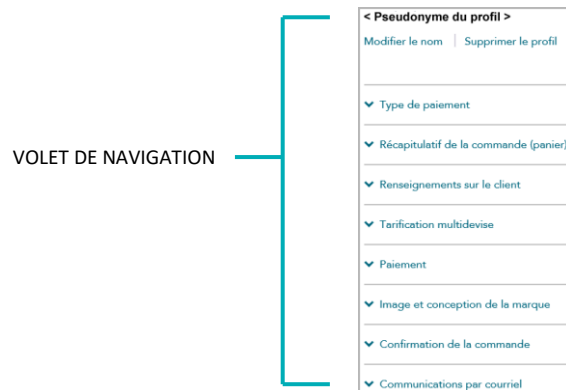 < Pseudonyme du profil >
Modifier le nom | Supprimer le profil
Type de paiement
Récapitulatif de la commande (panier)
VOLET DE NAVIGATION
Renseignements sur le client
Tarification multidevise
Paiement
Image et conception de la marque
Confirmation de la commande
Communications par courriel